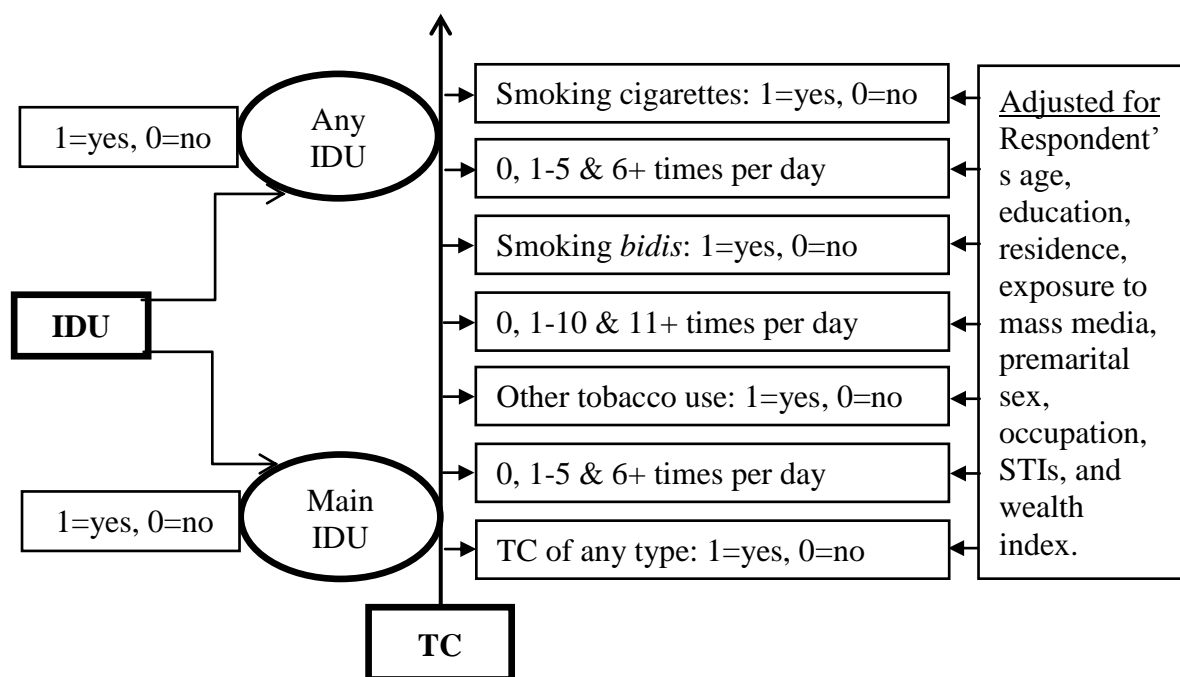 1=yes, 0=no
Any
IDU
IDU
1=yes, 0=no
Main
IDU
TC
Smoking cigarettes: 1=yes, 0=no
0, 1-5 & 6+ times per day
Smoking bidis: 1=yes, 0=no
0, 1-10 & 11+ times per day
Other tobacco use: 1=yes, 0=no
0, 1-5 & 6+ times per day
TC of any type: 1=yes, 0=no
Adjusted for
Respondent’
s age,
education,
residence,
exposure to
mass media,
premarital
sex,
occupation,
STIs, and
wealth
index.